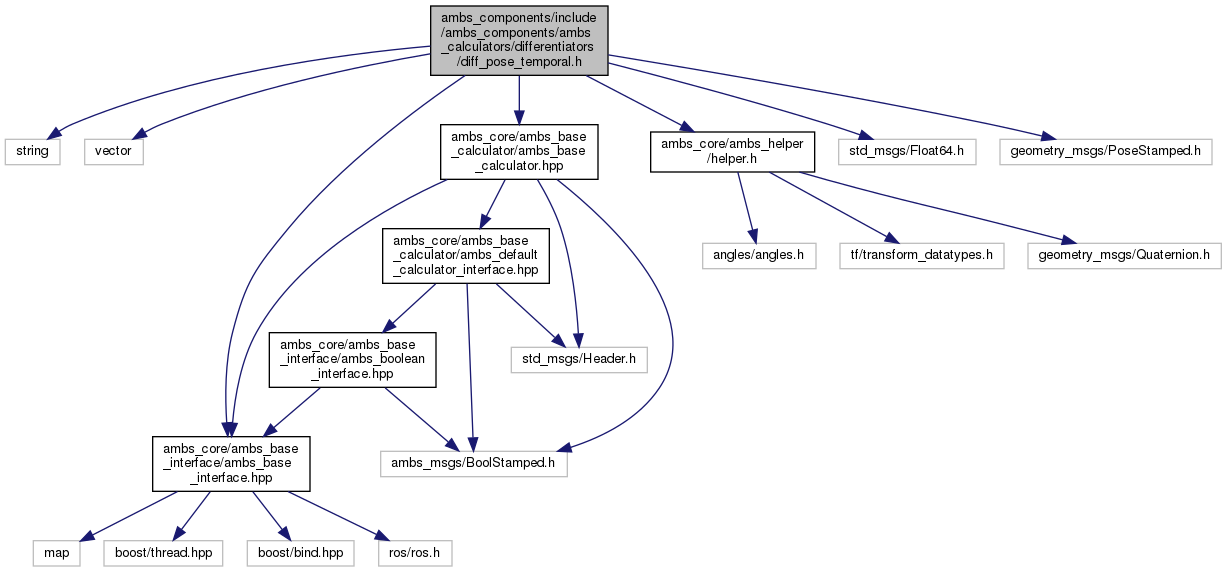 ambs_components/include
/ambs_components/ambs
_calculators/differentiators
/diff_pose_temporal.h
string
vector
ambs_core/ambs_base
_calculator/ambs_base
_calculator.hpp
ambs_core/ambs_helper
/helper.h
std_msgs/Float64.h
geometry_msgs/PoseStamped.h
ambs_core/ambs_base
_calculator/ambs_default
_calculator_interface.hpp
angles/angles.h
tf/transform_datatypes.h
geometry_msgs/Quaternion.h
ambs_core/ambs_base
_interface/ambs_boolean
_interface.hpp
std_msgs/Header.h
ambs_core/ambs_base
_interface/ambs_base
_interface.hpp
ambs_msgs/BoolStamped.h
map
boost/thread.hpp
boost/bind.hpp
ros/ros.h